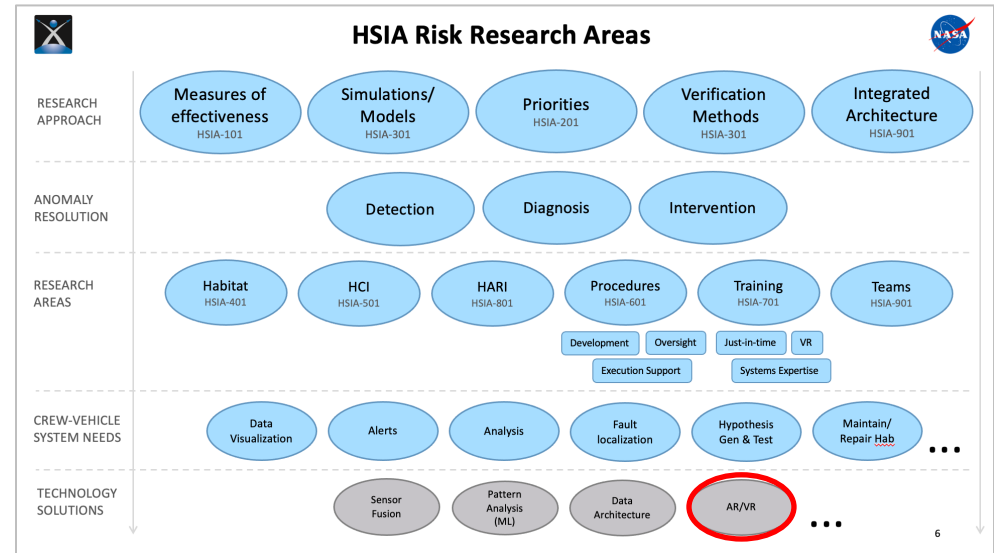 HSIA Risk Research Areas
NASA
RESEARCH
APPROACH
Measures of
effectiveness
HSIA-101
Simulations/
Models
HSIA-301
Priorities
HSIA-201
Verification
Methods
HSIA-301
Integrated
Architecture
HSIA-901
ANOMALY
RESOLUTION
Detection
Diagnosis
Intervention
RESEARCH
AREAS
Habitat
HSIA-401
HCI
HSIA-501
HARI
HSIA-801
Procedures
HSIA-601
Training
HSIA-701
Teams
HSIA-901
Development
Oversight
Execution Support
Just-in-time
VR
Systems Expertise
CREW-VEHICLE
SYSTEM NEEDS
Data
Visualization
Alerts
Analysis
Fault
localization
Hypothesis
Gen & Test
Maintain/
Repair Hab
...
TECHNOLOGY
SOLUTIONS
Sensor
Fusion
Pattern
Analysis
(ML)
Data
Architecture
AR/VR
...
6